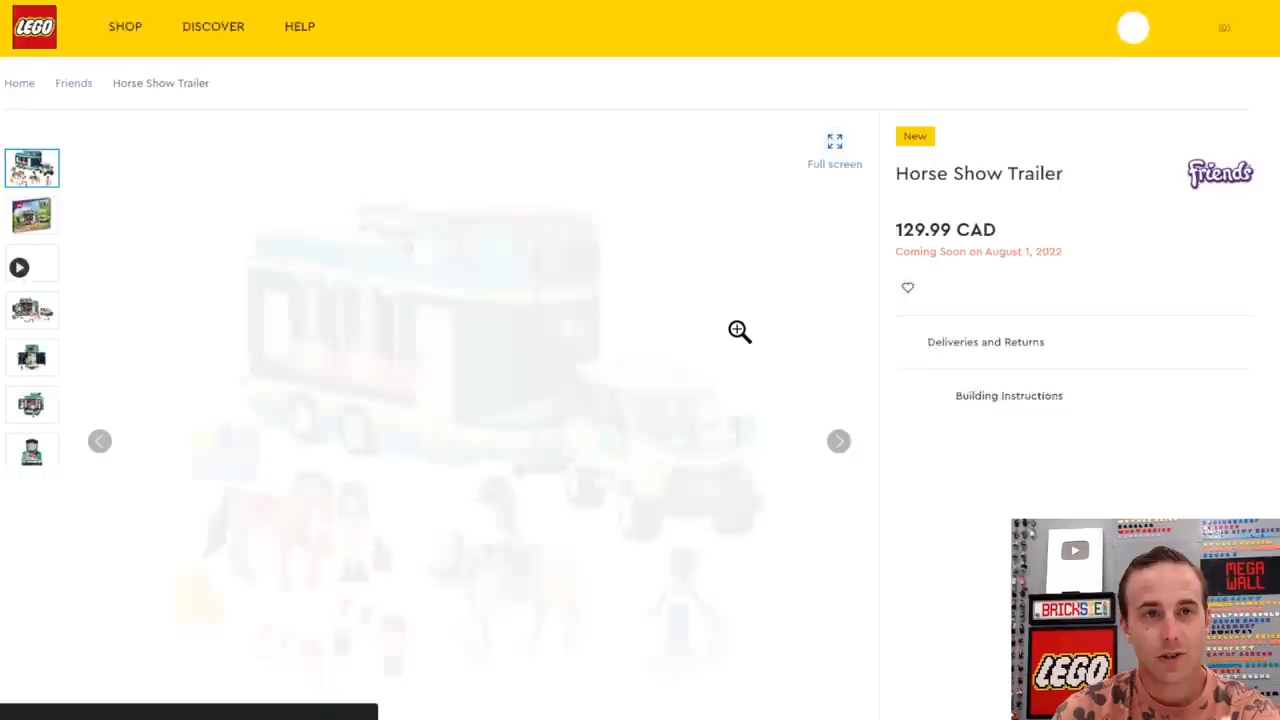 LEGO
SHOP
DISCOVER
HELP
(0)
Home
Friends
Horse Show Trailer
Full screen
New
Horse Show Trailer
Friends
129.99 CAD
Coming Soon on August 1, 2022
Deliveries and Returns
Building Instructions
MEGA
WALL
LEGO